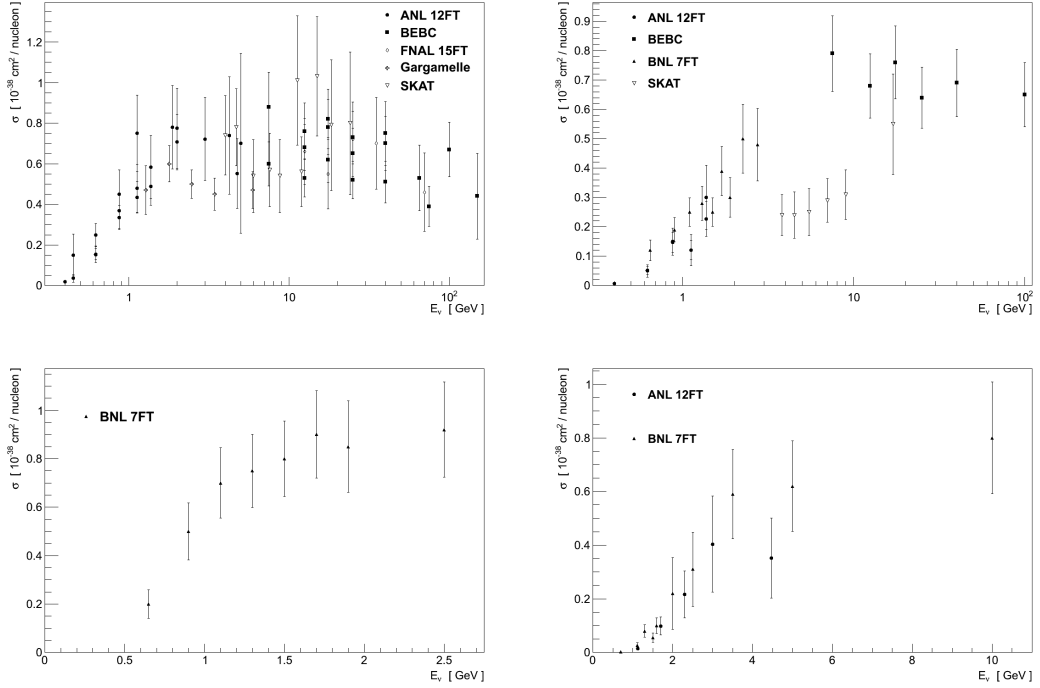 σ [ 10⁻³⁸ cm² / nucleon ]
1.2
1
0.8
0.6
0.4
0.2
0
ANL 12FT
BEBC
FNAL 15FT
Gargamelle
SKAT
1 10 10²
Eᵥ [ GeV ]
σ [ 10⁻³⁸ cm² / nucleon ]
0.9
0.8
0.7
0.6
0.5
0.4
0.3
0.2
0.1
0
ANL 12FT
BEBC
BNL 7FT
SKAT
1 10 10²
Eᵥ [ GeV ]
σ [ 10⁻³⁸ cm² / nucleon ]
1
0.8
0.6
0.4
0.2
0
BNL 7FT
0 0.5 1 1.5 2 2.5
Eᵥ [ GeV ]
σ [ 10⁻³⁸ cm² / nucleon ]
1
0.8
0.6
0.4
0.2
0
ANL 12FT
BNL 7FT
0 2 4 6 8 10
Eᵥ [ GeV ]